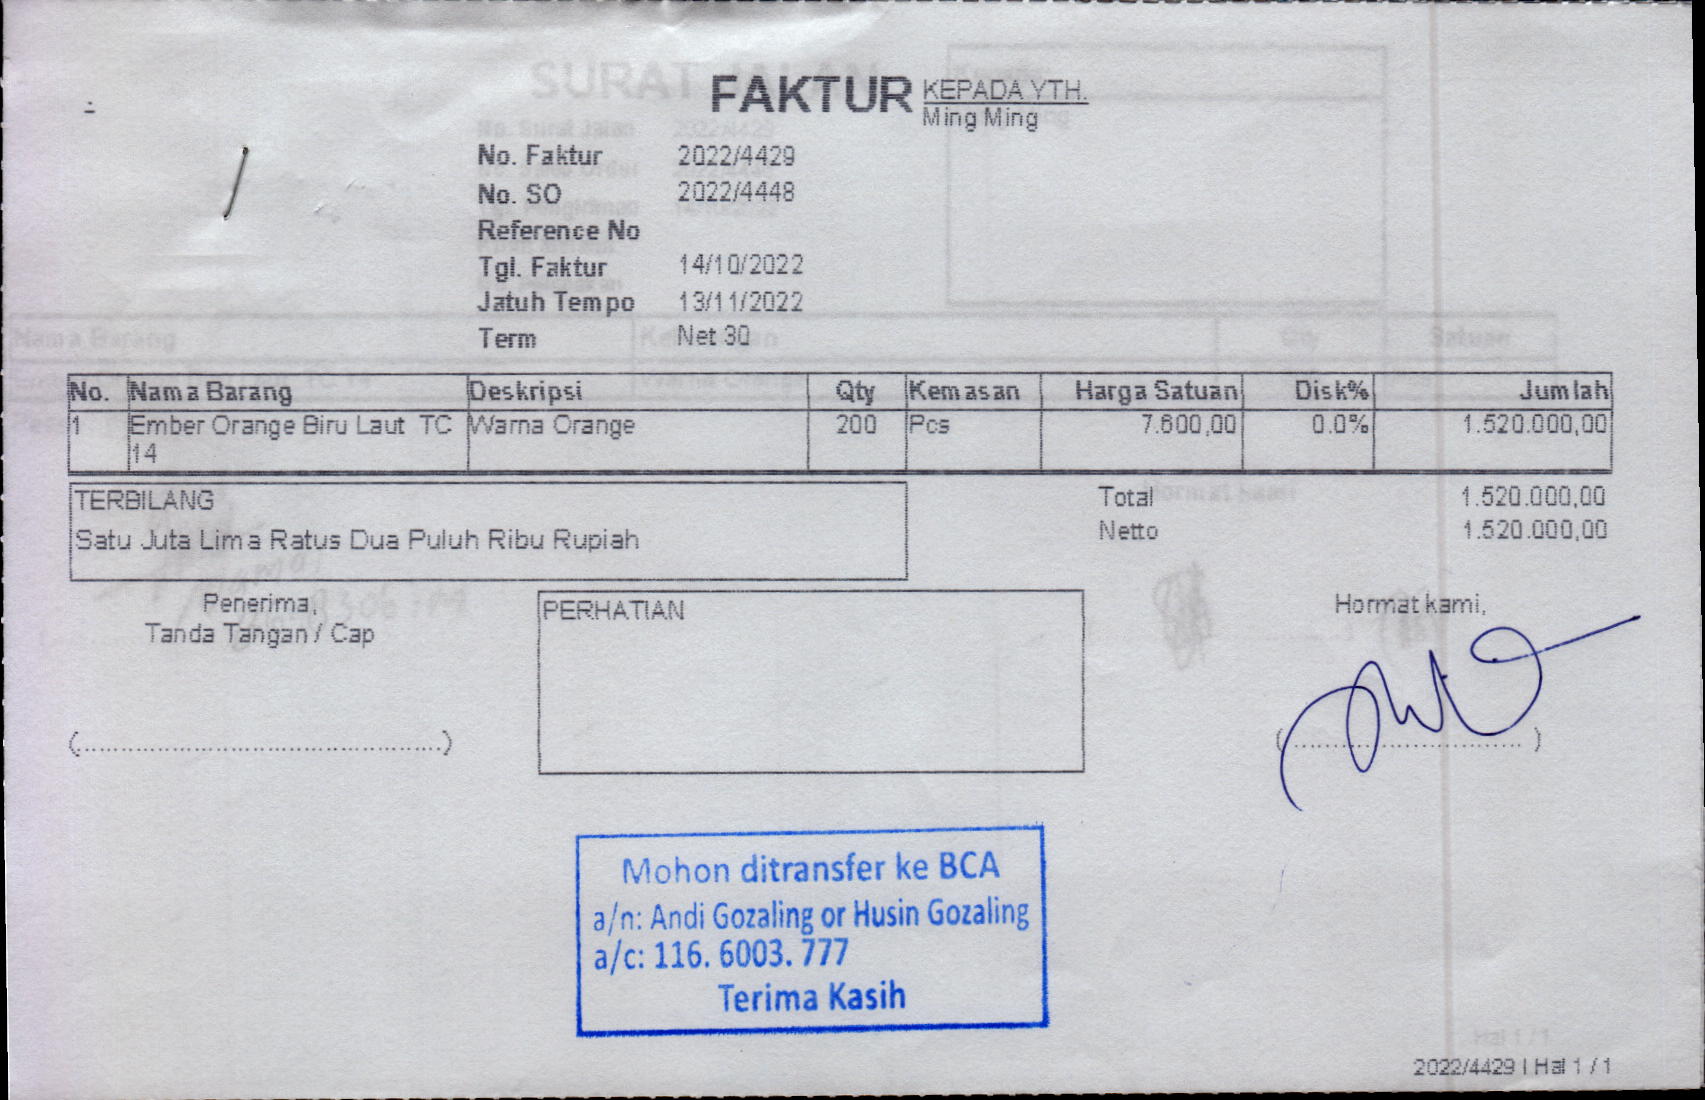 FAKTUR
KEPADA YTH.
Ming Ming
No. Faktur 2022/4429
No. SO 2022/4448
Reference No
Tgl. Faktur 14/10/2022
Jatuh Tempo 13/11/2022
Term Net 30
No. Nama Barang Deskripsi Qty Kemasan Harga Satuan Disk% Jumlah
1 Ember Orange Biru Laut TC 14 Warna Orange 200 Pcs 7.600,00 0.0% 1.520.000,00
TERBILANG
Satu Juta Lima Ratus Dua Puluh Ribu Rupiah
Total 1.520.000,00
Netto 1.520.000,00
Penerima,
Tanda Tangan / Cap
PERHATIAN
Hormat kami,
(..............................................)
(.............................. )
Mohon ditransfer ke BCA
a/n: Andi Gozaling or Husin Gozaling
a/c: 116. 6003. 777
Terima Kasih
2022/4429 | Hal 1 / 1